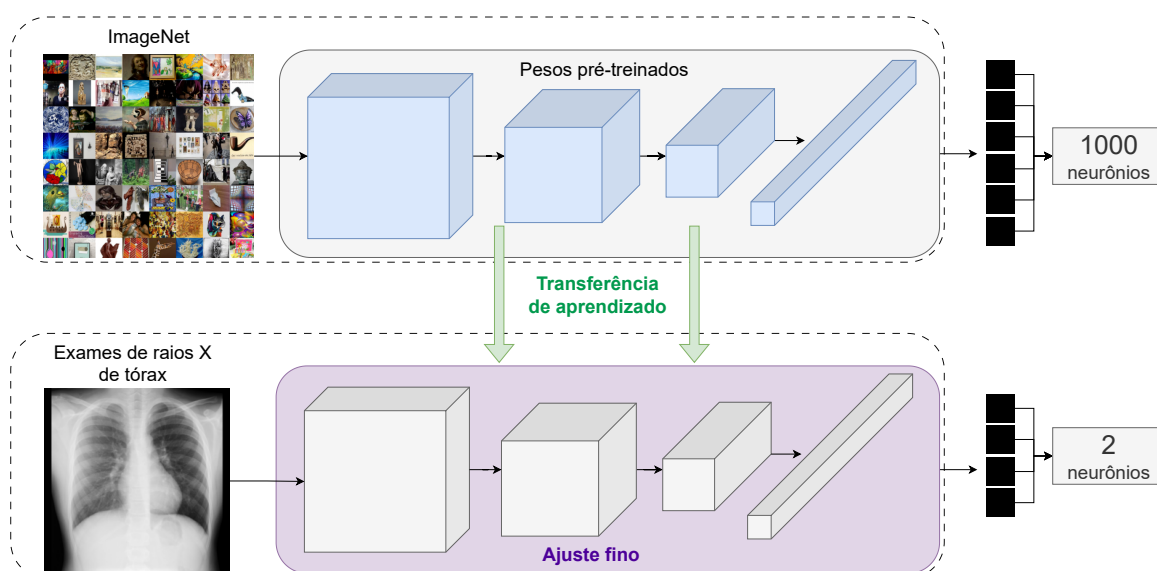 ImageNet
Pesos pré-treinados
1000
neurônios
Transferência
de aprendizado
Exames de raios X
de tórax
2
neurônios
Ajuste fino